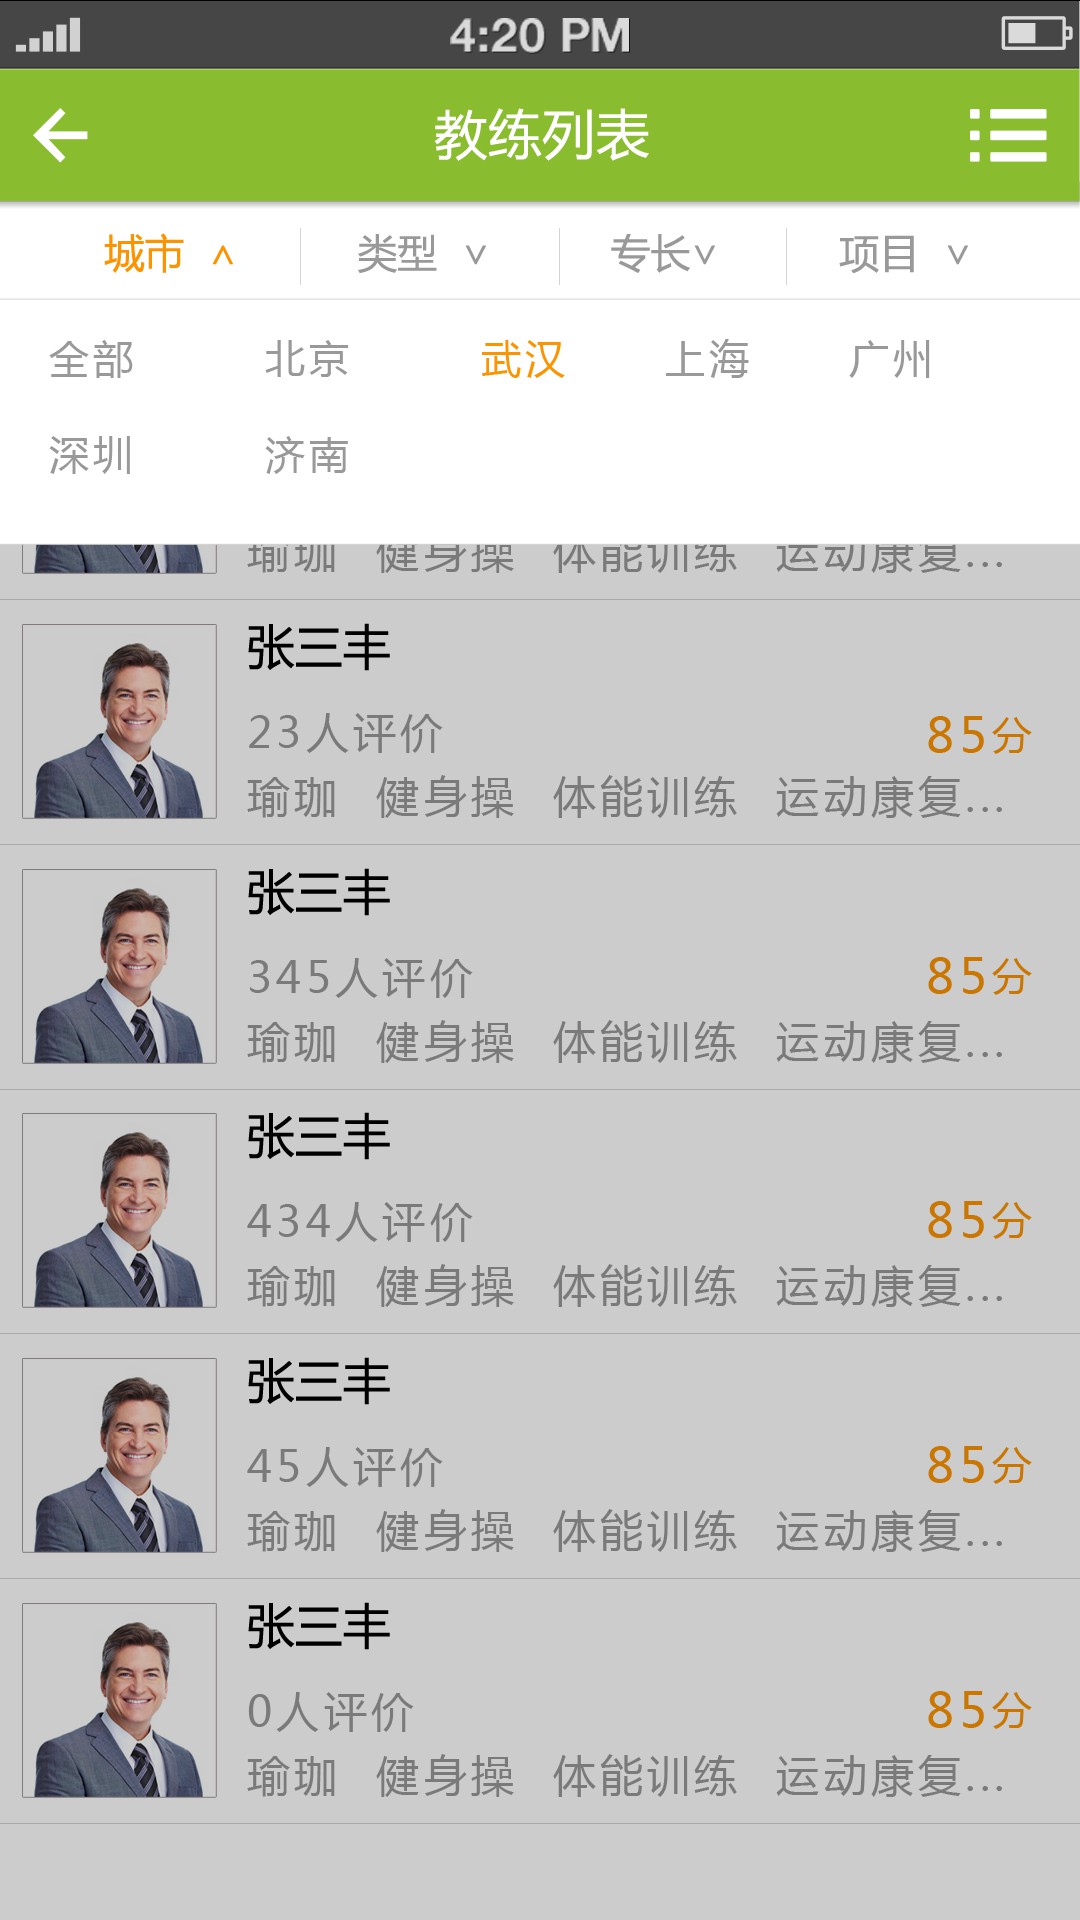 4:20 PM
教练列表
城市 类型 专长 项目
全部 北京 武汉 上海 广州
深圳 济南
瑜珈 健身操 体能训练 运动康复...
张三丰
23人评价 85分
瑜珈 健身操 体能训练 运动康复...
张三丰
345人评价 85分
瑜珈 健身操 体能训练 运动康复...
张三丰
434人评价 85分
瑜珈 健身操 体能训练 运动康复...
张三丰
45人评价 85分
瑜珈 健身操 体能训练 运动康复...
张三丰
0人评价 85分
瑜珈 健身操 体能训练 运动康复...